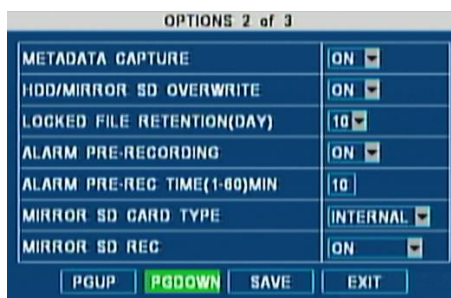 OPTIONS 2 of 3
METADATA CAPTURE ON
HDD/MIRROR SD OVERWRITE ON
LOCKED FILE RETENTION(DAY) 10
ALARM PRE-RECORDING ON
ALARM PRE-REC TIME(1-60)MIN 10
MIRROR SD CARD TYPE INTERNAL
MIRROR SD REC ON
PGUP PGDOWN SAVE EXIT